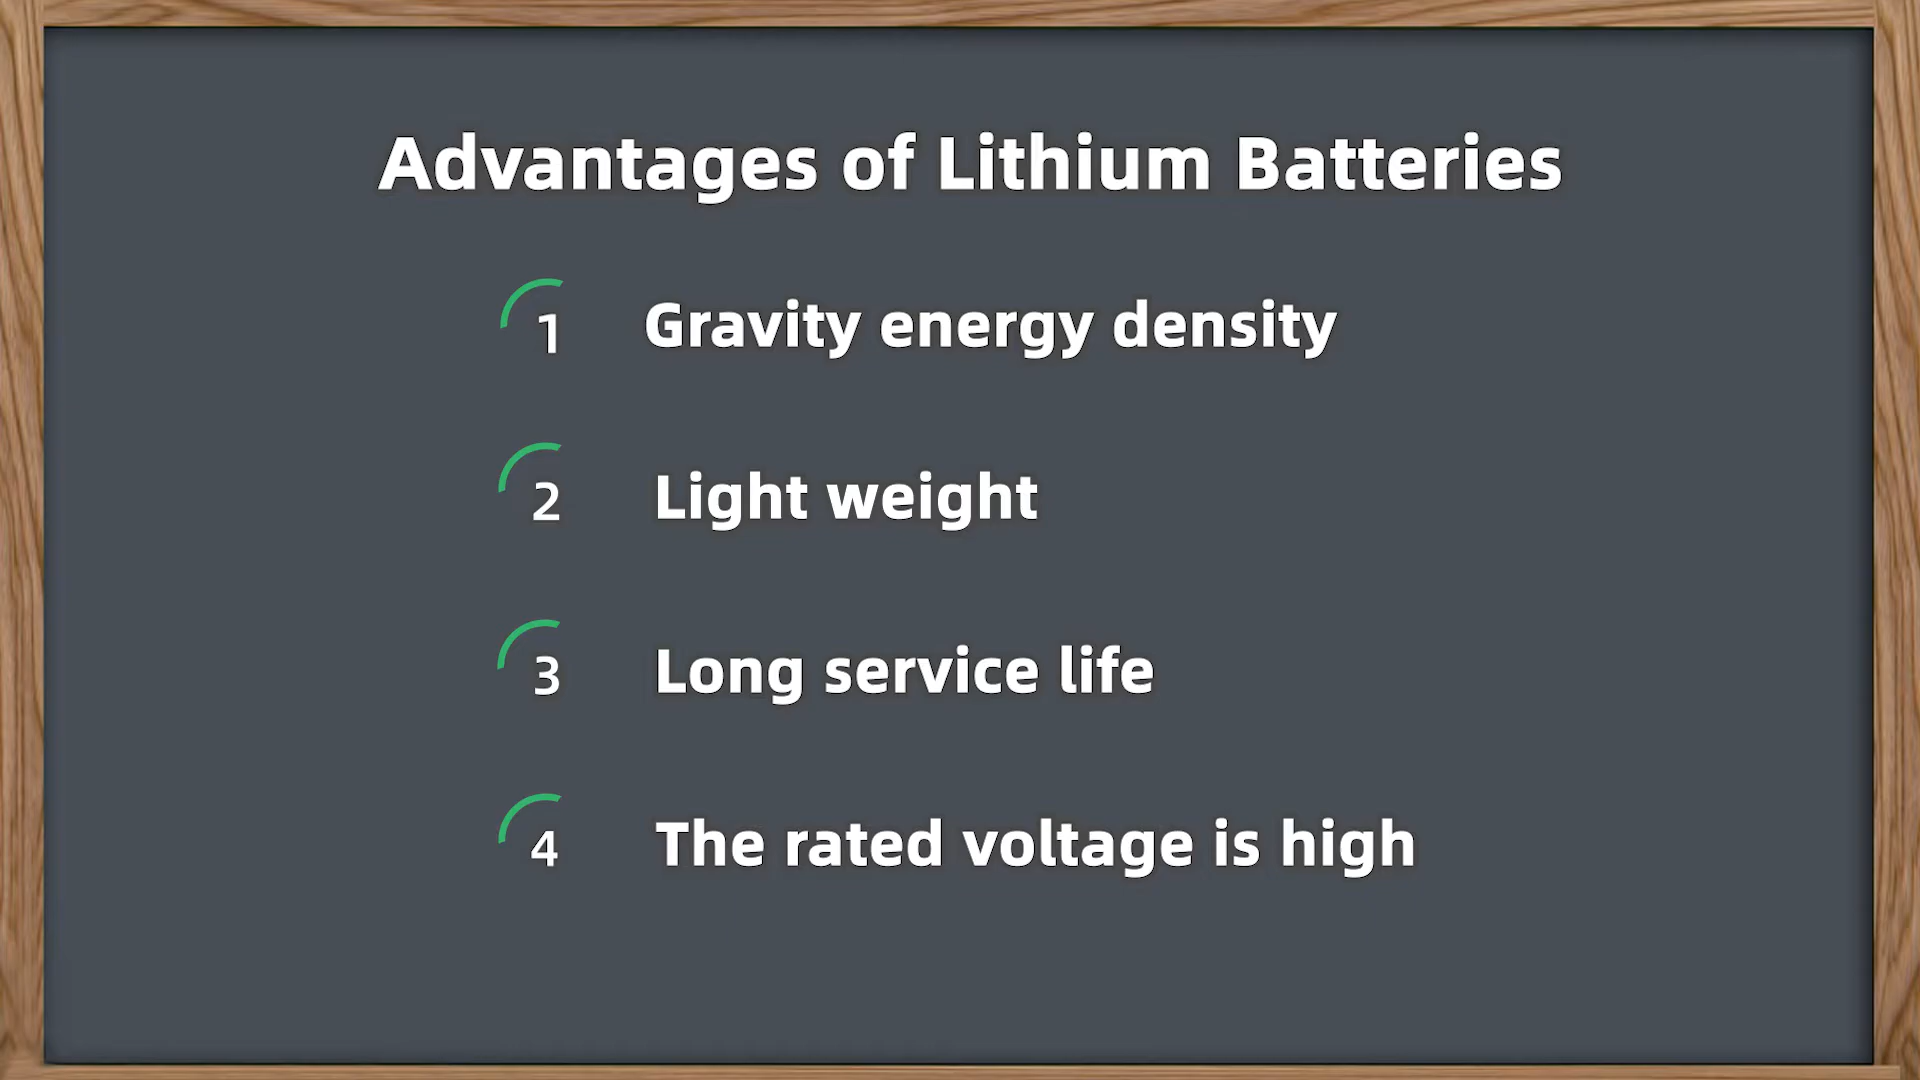 Advantages of Lithium Batteries
1 Gravity energy density
2 Light weight
3 Long service life
4 The rated voltage is high